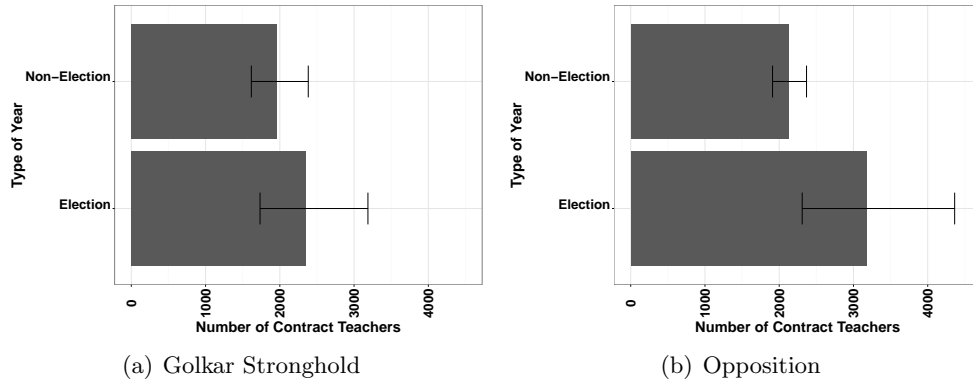 Non−Election
Election
Type of Year
0 1000 2000 3000 4000
Number of Contract Teachers
(a) Golkar Stronghold
Non−Election
Election
Type of Year
0 1000 2000 3000 4000
Number of Contract Teachers
(b) Opposition